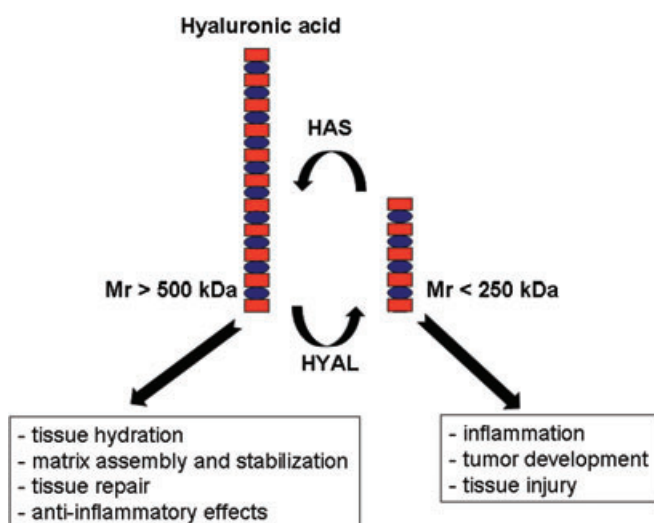 Hyaluronic acid
HAS
Mr > 500 kDa
Mr < 250 kDa
HYAL
- tissue hydration
- matrix assembly and stabilization
- tissue repair
- anti-inflammatory effects
- inflammation
- tumor development
- tissue injury